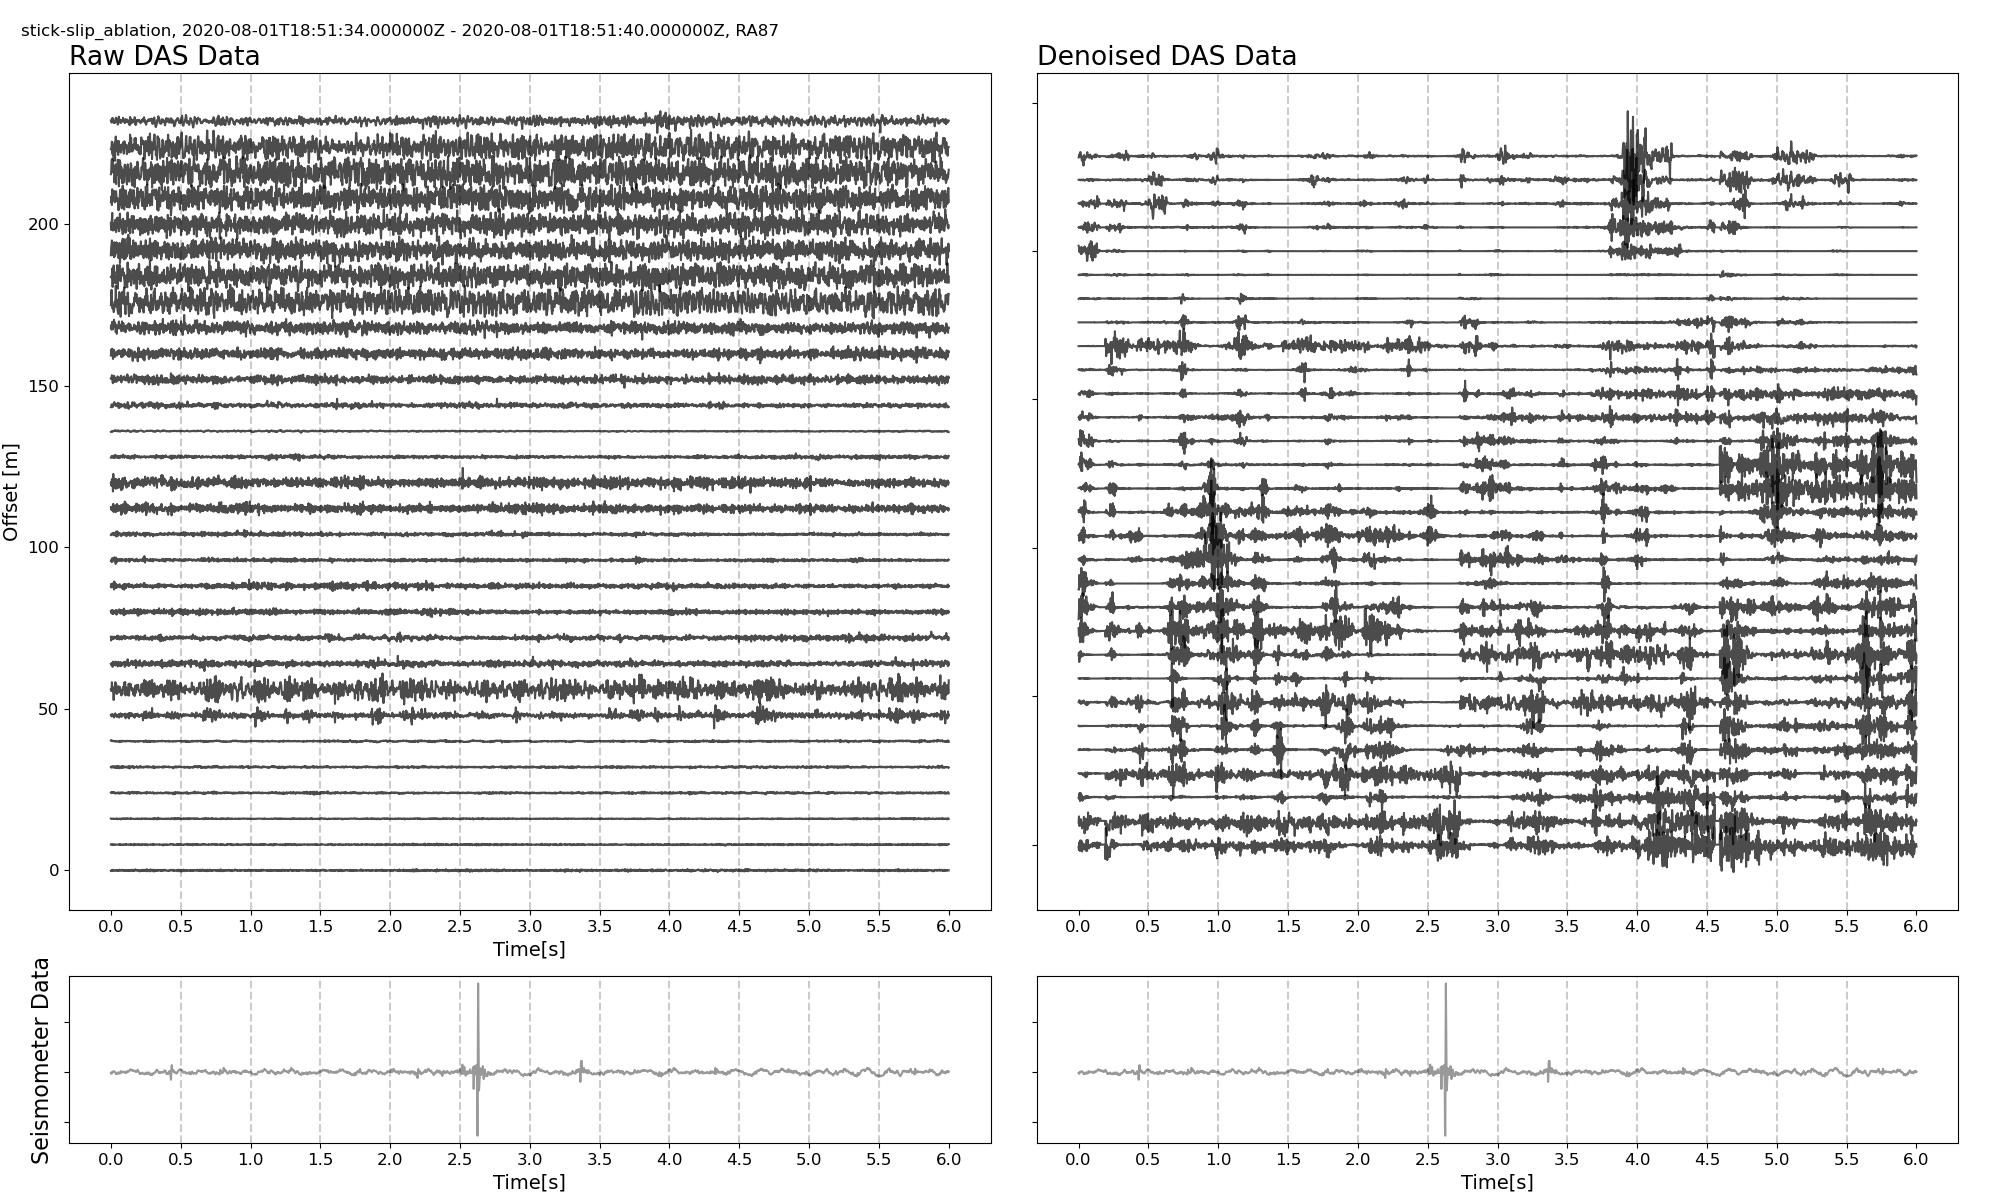 stick-slip_ablation, 2020-08-01T18:51:34.000000Z - 2020-08-01T18:51:40.000000Z, RA87
Raw DAS Data
Denoised DAS Data
Offset [m]
200
150
100
50
0
0.0 0.5 1.0 1.5 2.0 2.5 3.0 3.5 4.0 4.5 5.0 5.5 6.0
Time[s]
0.0 0.5 1.0 1.5 2.0 2.5 3.0 3.5 4.0 4.5 5.0 5.5 6.0
Seismometer Data
0.0 0.5 1.0 1.5 2.0 2.5 3.0 3.5 4.0 4.5 5.0 5.5 6.0
Time[s]
0.0 0.5 1.0 1.5 2.0 2.5 3.0 3.5 4.0 4.5 5.0 5.5 6.0
Time[s]